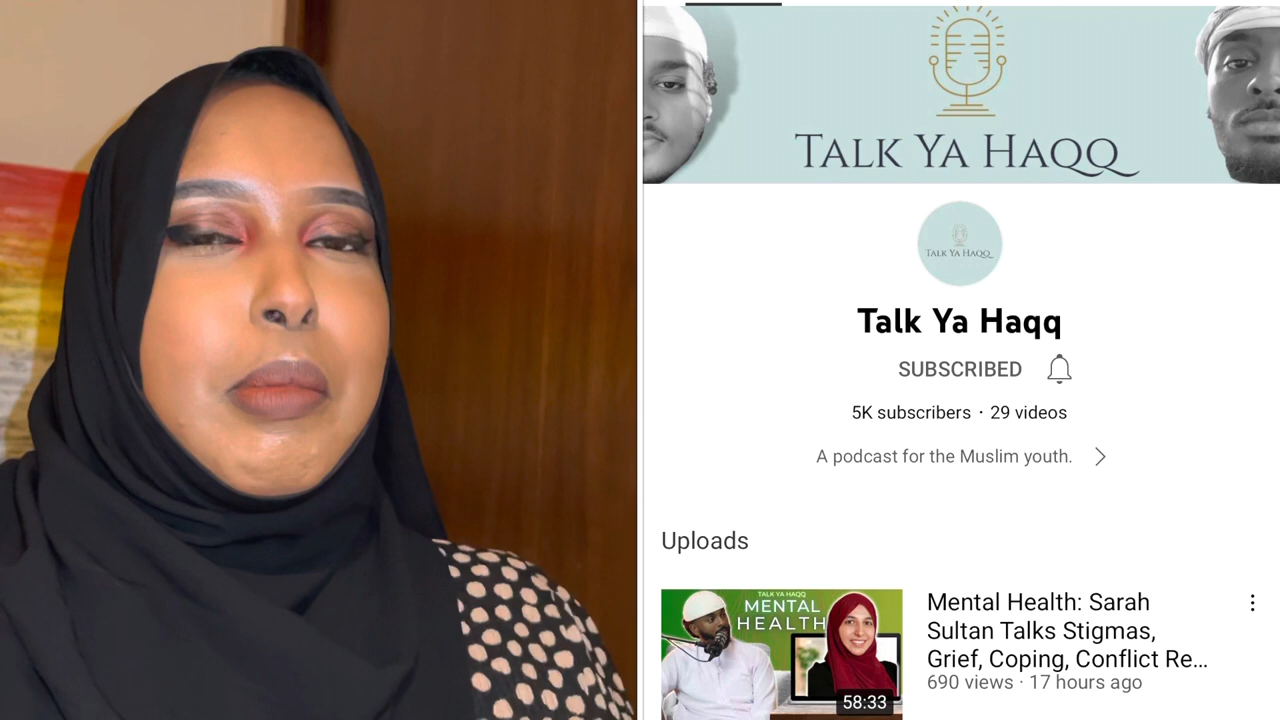 TALK YA HAQQ
TALK YA HAQQ
Talk Ya Haqq
SUBSCRIBED
5K subscribers · 29 videos
A podcast for the Muslim youth.
Uploads
TALK YA HAQQ
MENTAL
HEALTH
58:33
Mental Health: Sarah
Sultan Talks Stigmas,
Grief, Coping, Conflict Re...
690 views · 17 hours ago